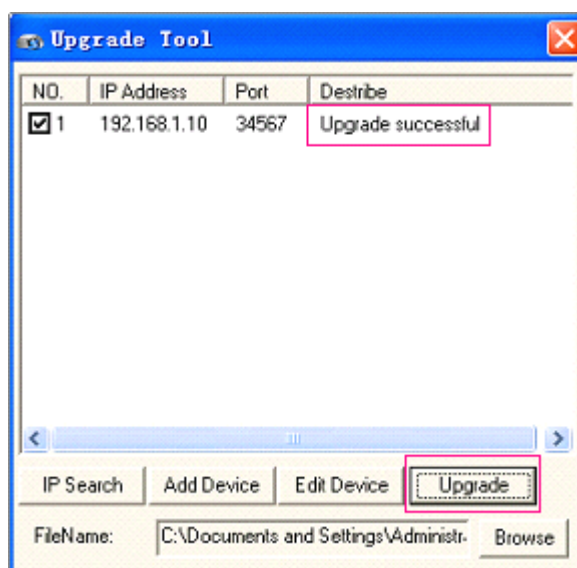 Upgrade Tool
NO. IP Address Port Destribe
1 192.168.1.10 34567 Upgrade successful
IP Search Add Device Edit Device Upgrade
FileName: C:\Documents and Settings\Administr. Browse